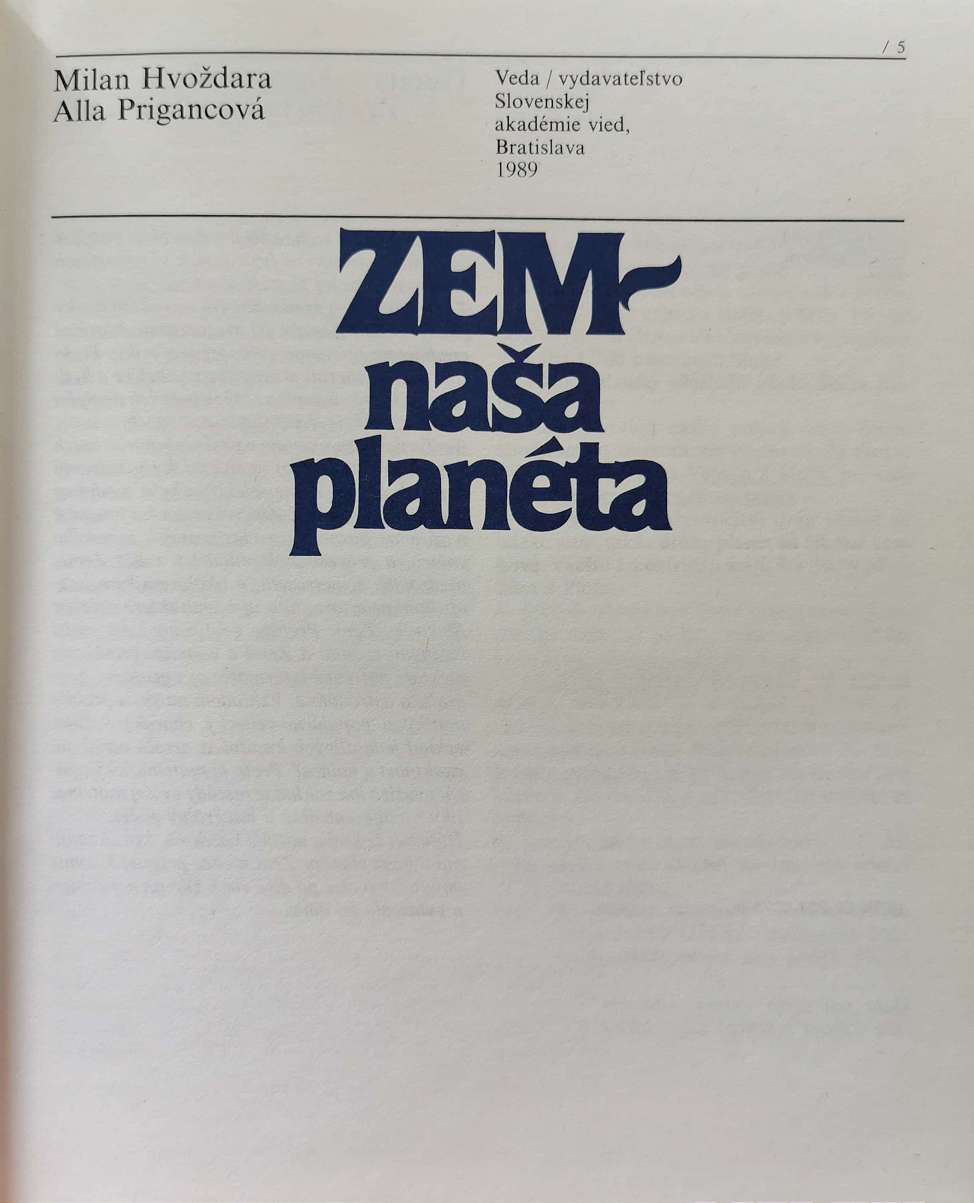 / 5
Milan Hvoždara
Alla Prigancová
Veda / vydavateľstvo
Slovenskej
akadémie vied,
Bratislava
1989
ZEM-
naša
planéta